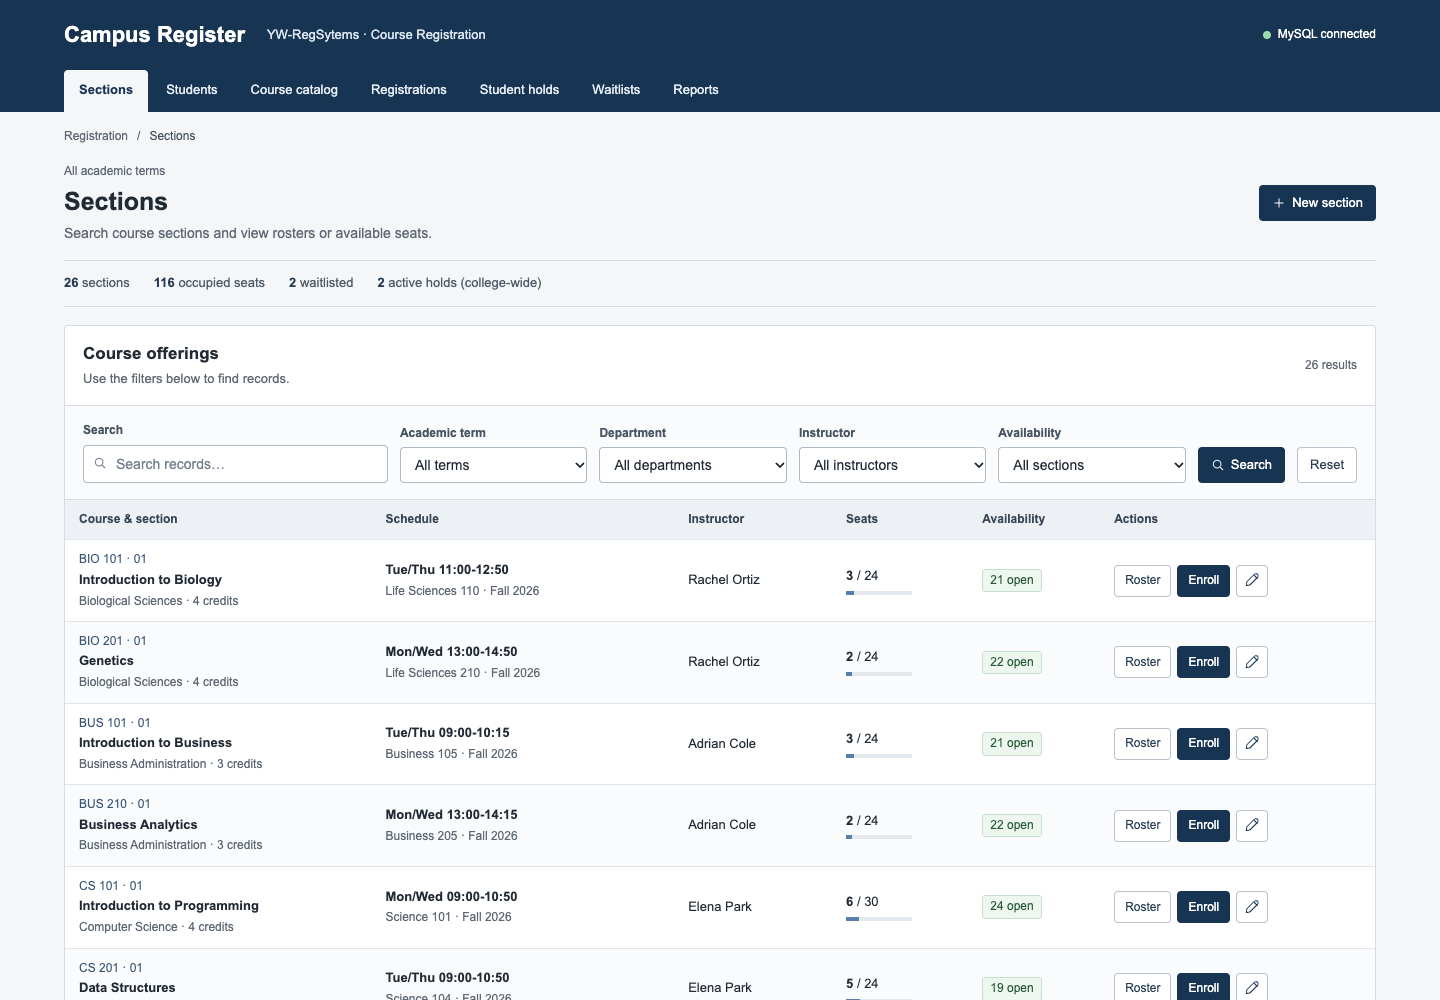 Campus Register
YW-RegSytems · Course Registration
MySQL connected
Sections Students Course catalog Registrations Student holds Waitlists Reports
Registration / Sections
All academic terms
Sections
+ New section
Search course sections and view rosters or available seats.
26 sections 116 occupied seats 2 waitlisted 2 active holds (college-wide)
Course offerings
Use the filters below to find records.
26 results
Search Academic term Department Instructor Availability
Search records… All terms All departments All instructors All sections Search Reset
Course & section Schedule Instructor Seats Availability Actions
BIO 101 · 01
Introduction to Biology
Biological Sciences · 4 credits
Tue/Thu 11:00-12:50
Life Sciences 110 · Fall 2026
Rachel Ortiz
3 / 24
21 open
Roster Enroll
BIO 201 · 01
Genetics
Biological Sciences · 4 credits
Mon/Wed 13:00-14:50
Life Sciences 210 · Fall 2026
Rachel Ortiz
2 / 24
22 open
Roster Enroll
BUS 101 · 01
Introduction to Business
Business Administration · 3 credits
Tue/Thu 09:00-10:15
Business 105 · Fall 2026
Adrian Cole
3 / 24
21 open
Roster Enroll
BUS 210 · 01
Business Analytics
Business Administration · 3 credits
Mon/Wed 13:00-14:15
Business 205 · Fall 2026
Adrian Cole
2 / 24
22 open
Roster Enroll
CS 101 · 01
Introduction to Programming
Computer Science · 4 credits
Mon/Wed 09:00-10:50
Science 101 · Fall 2026
Elena Park
6 / 30
24 open
Roster Enroll
CS 201 · 01
Data Structures
Tue/Thu 09:00-10:50
Science 104 · Fall 2026
Elena Park
5 / 24
19 open
Roster Enroll